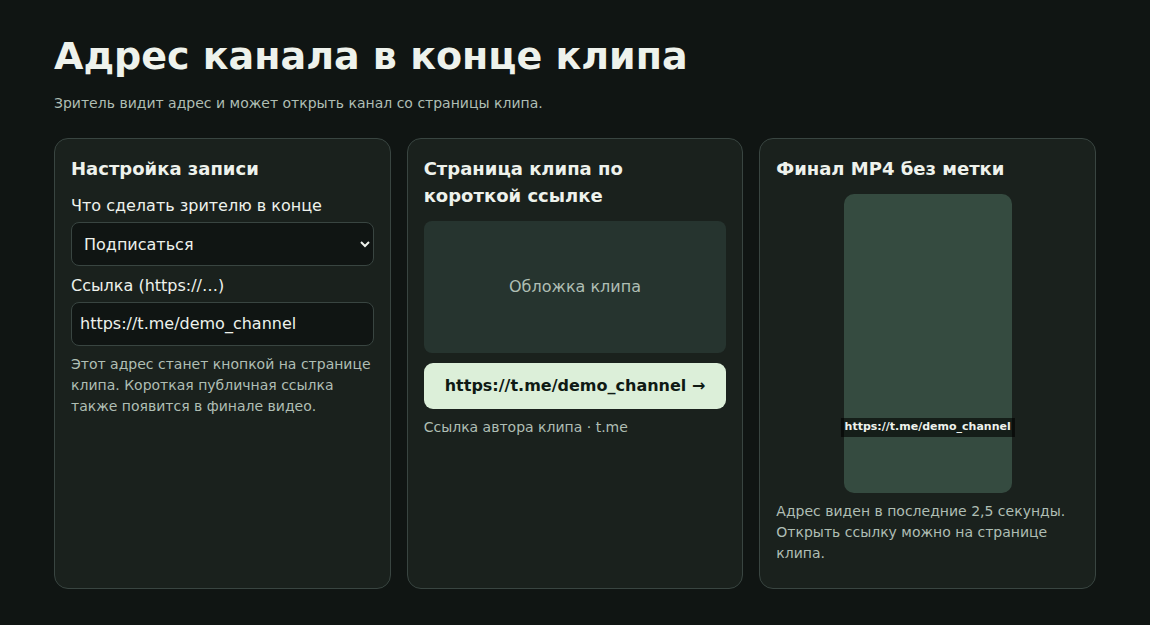 Адрес канала в конце клипа
Зритель видит адрес и может открыть канал со страницы клипа.
Настройка записи
Что сделать зрителю в конце
Подписаться
Ссылка (https://…)
https://t.me/demo_channel
Этот адрес станет кнопкой на странице
клипа. Короткая публичная ссылка
также появится в финале видео.
Страница клипа по
короткой ссылке
Обложка клипа
https://t.me/demo_channel →
Ссылка автора клипа · t.me
Финал MP4 без метки
https://t.me/demo_channel
Адрес виден в последние 2,5 секунды.
Открыть ссылку можно на странице
клипа.